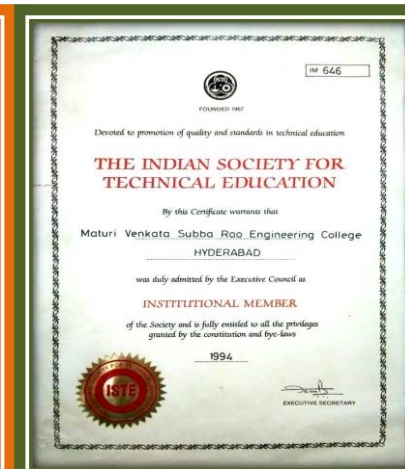 IM 646
FOUNDED 1967
Devoted to promotion of quality and standards in technical education
THE INDIAN SOCIETY FOR
TECHNICAL EDUCATION
By this Certificate warrants that
Maturi Venkata Subba Rao Engineering College
HYDERABAD
was duly admitted by the Executive Council as
INSTITUTIONAL MEMBER
of the Society and is fully entitled to all the privileges
granted by the constitution and bye-laws
1994
ISTE
EXECUTIVE SECRETARY